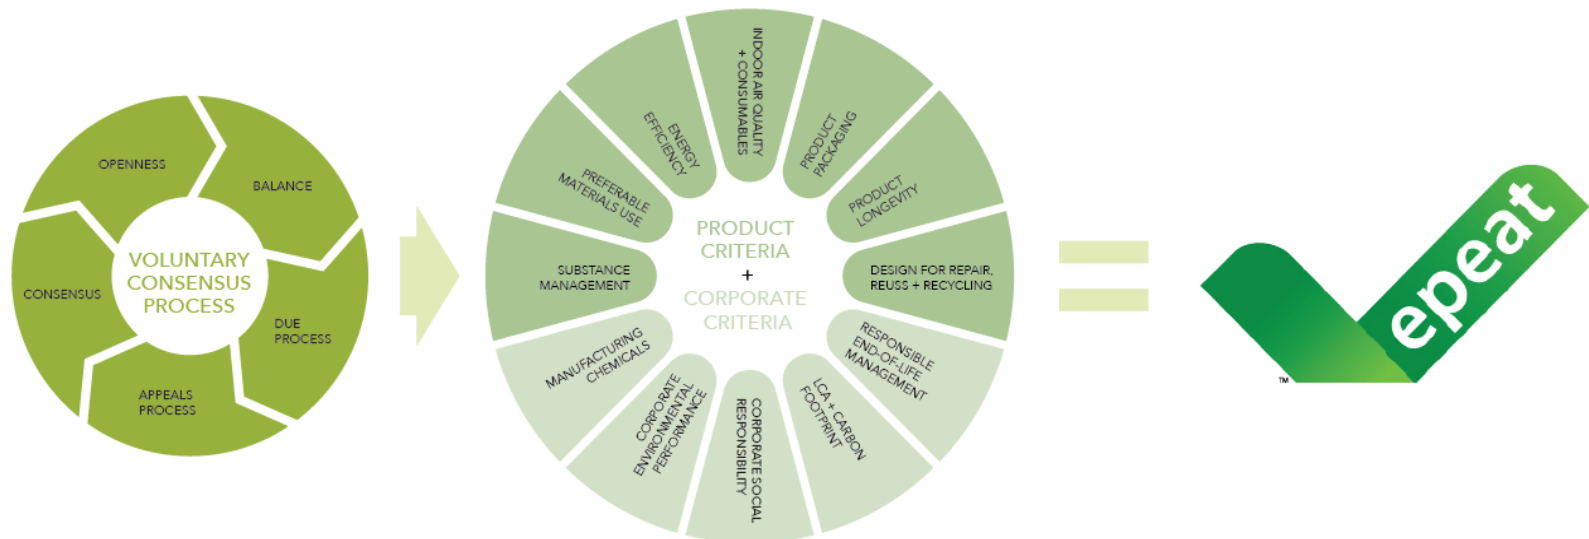 OPENNESS
BALANCE
DUE
PROCESS
APPEALS
PROCESS
CONSENSUS
VOLUNTARY
CONSENSUS
PROCESS
INDOOR AIR QUALITY
+ CONSUMABLES
PRODUCT
PACKAGING
PRODUCT
LONGEVITY
DESIGN FOR REPAIR,
REUSS + RECYCLING
RESPONSIBLE
END-OF-LIFE
MANAGEMENT
LCA + CARBON
FOOTPRINT
CORPORATE SOCIAL
RESPONSIBILITY
CORPORATE
ENVIRONMENTAL
PERFORMANCE
MANUFACTURING
CHEMICALS
SUBSTANCE
MANAGEMENT
PREFERABLE
MATERIALS USE
ENERGY
EFFICIENCY
PRODUCT
CRITERIA
+
CORPORATE
CRITERIA
epeat
™